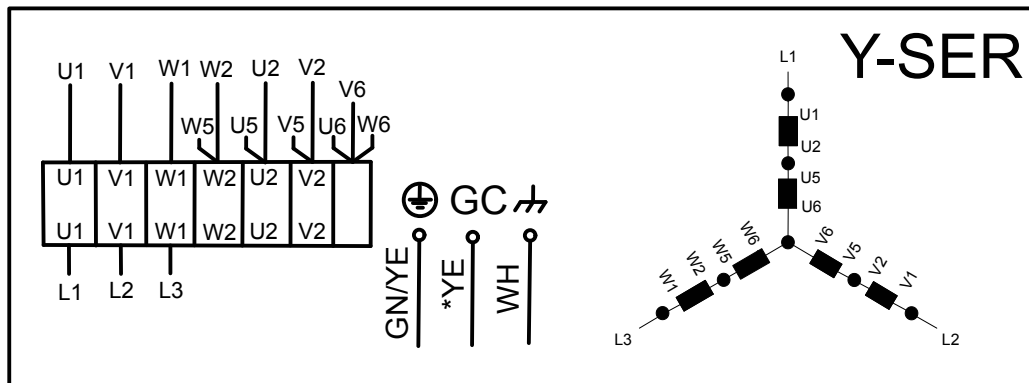 Y-SER
U1 V1 W1 W2 U2 V2 V6
W5 U5 V5 U6 W6
U1 V1 W1 W2 U2 V2
U1 V1 W1 W2 U2 V2
L1 L2 L3
GC
GN/YE *YE WH
L1
U1
U2
U5
U6
W1 W2 W5 W6 V6 V5 V2 V1
L3 L2